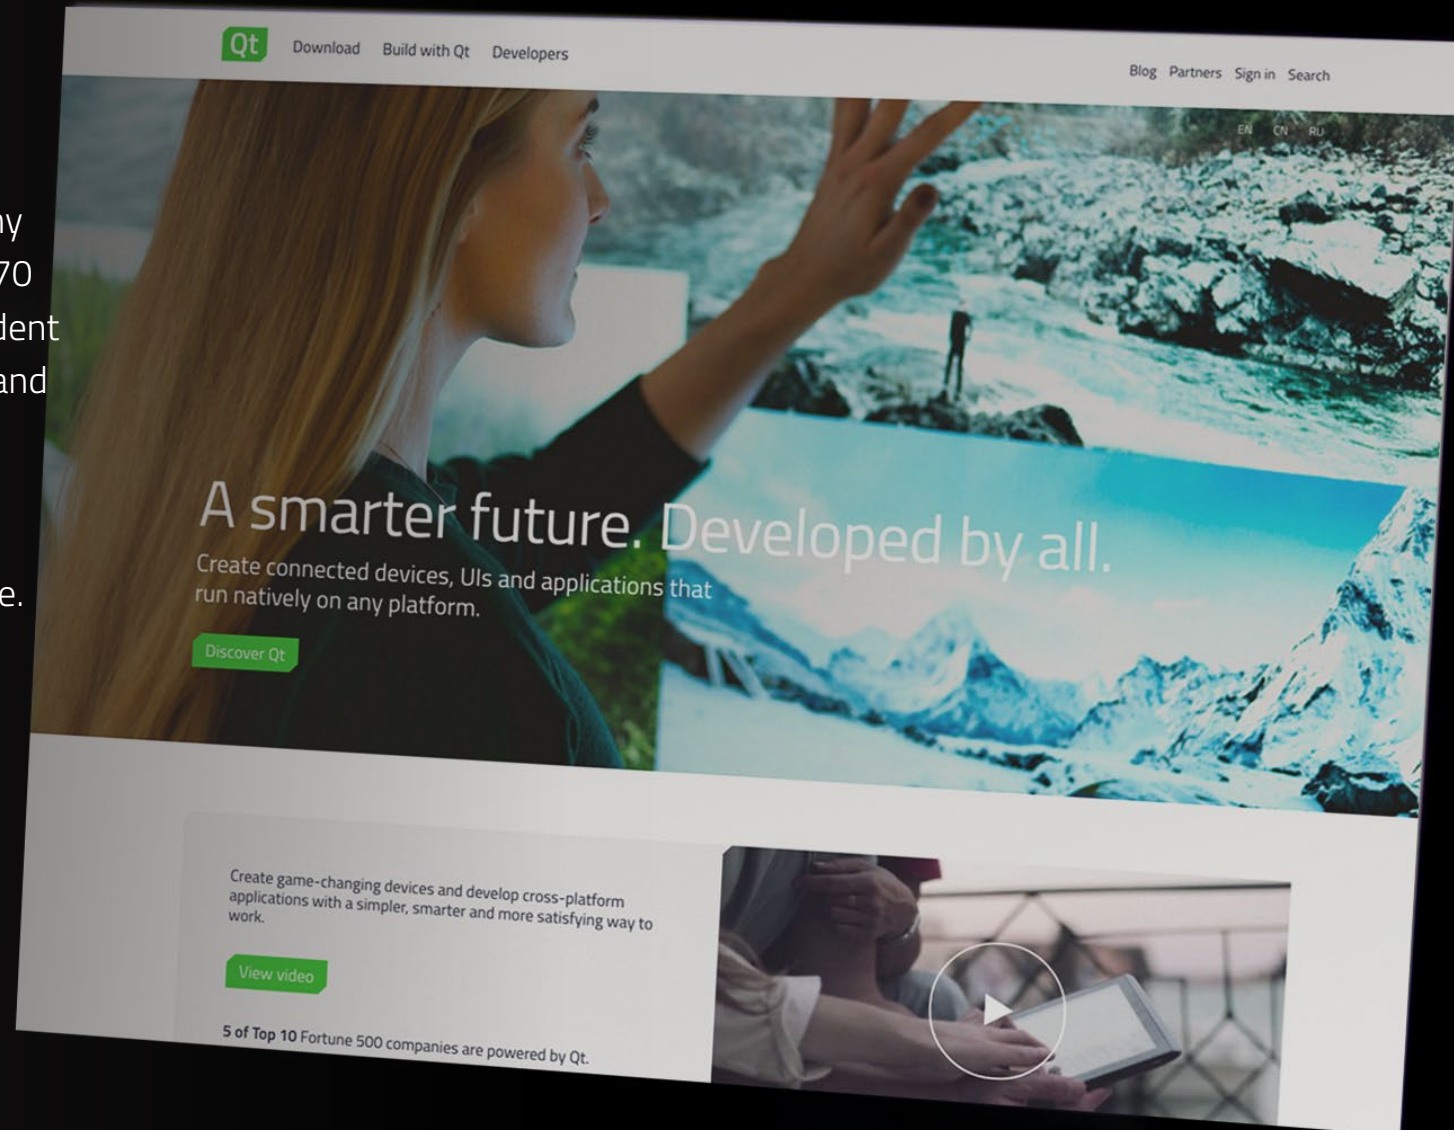 Qt
Download Build with Qt Developers
Blog Partners Sign in Search
EN CN RU
70
and
e.
A smarter future. Developed by all.
Create connected devices, UIs and applications that
run natively on any platform.
Discover Qt
Create game-changing devices and develop cross-platform
applications with a simpler, smarter and more satisfying way to
work.
View video
5 of Top 10 Fortune 500 companies are powered by Qt.